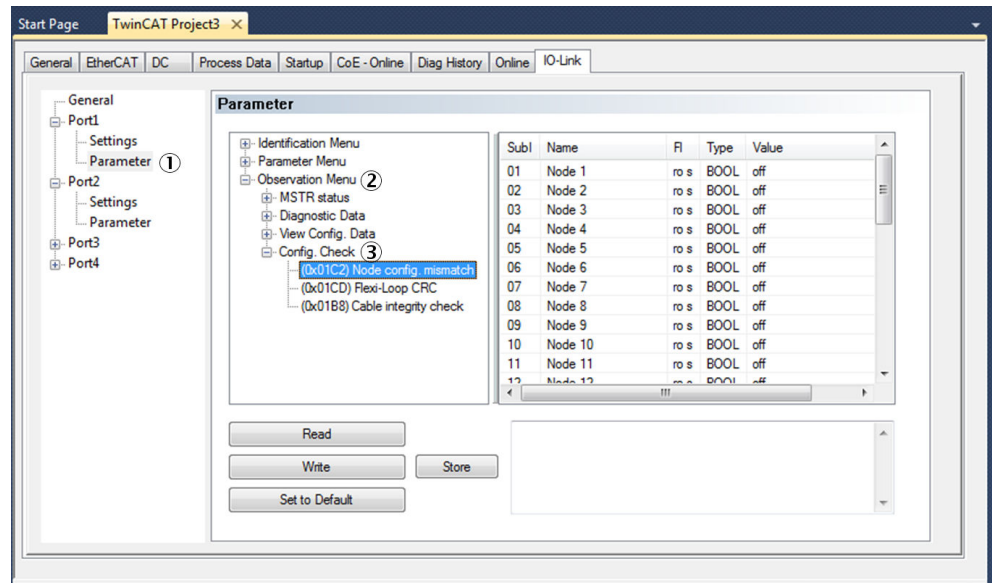 Start Page TwinCAT Project3 ×
General EtherCAT DC Process Data Startup CoE - Online Diag History Online IO-Link
General
Port1
Settings
Parameter ①
Port2
Settings
Parameter
Port3
Port4
Parameter
Identification Menu
Parameter Menu
Observation Menu ②
MSTR status
Diagnostic Data
View Config. Data
Config. Check ③
(0x01C2) Node config. mismatch
(0x01CD) Flexi-Loop CRC
(0x01B8) Cable integrity check
SubI Name Fl Type Value
01 Node 1 ro s BOOL off
02 Node 2 ro s BOOL off
03 Node 3 ro s BOOL off
04 Node 4 ro s BOOL off
05 Node 5 ro s BOOL off
06 Node 6 ro s BOOL off
07 Node 7 ro s BOOL off
08 Node 8 ro s BOOL off
09 Node 9 ro s BOOL off
10 Node 10 ro s BOOL off
11 Node 11 ro s BOOL off
12 Node 12 ro s BOOL off
Read
Write Store
Set to Default